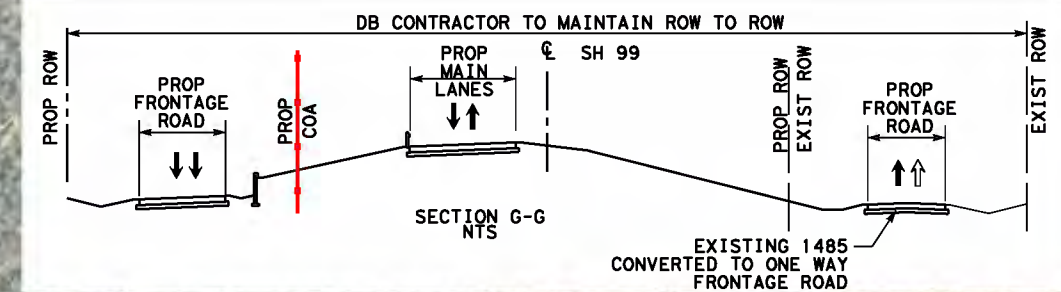 DB CONTRACTOR TO MAINTAIN ROW TO ROW
PROP ROW
PROP
FRONTAGE
ROAD
PROP
COA
PROP
MAIN
LANES
℄ SH 99
PROP ROW
EXIST ROW
PROP
FRONTAGE
ROAD
EXIST ROW
SECTION G-G
NTS
EXISTING 1485
CONVERTED TO ONE WAY
FRONTAGE ROAD